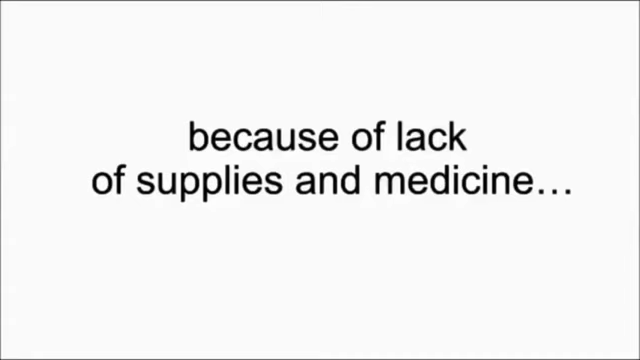 because of lack
of supplies and medicine…